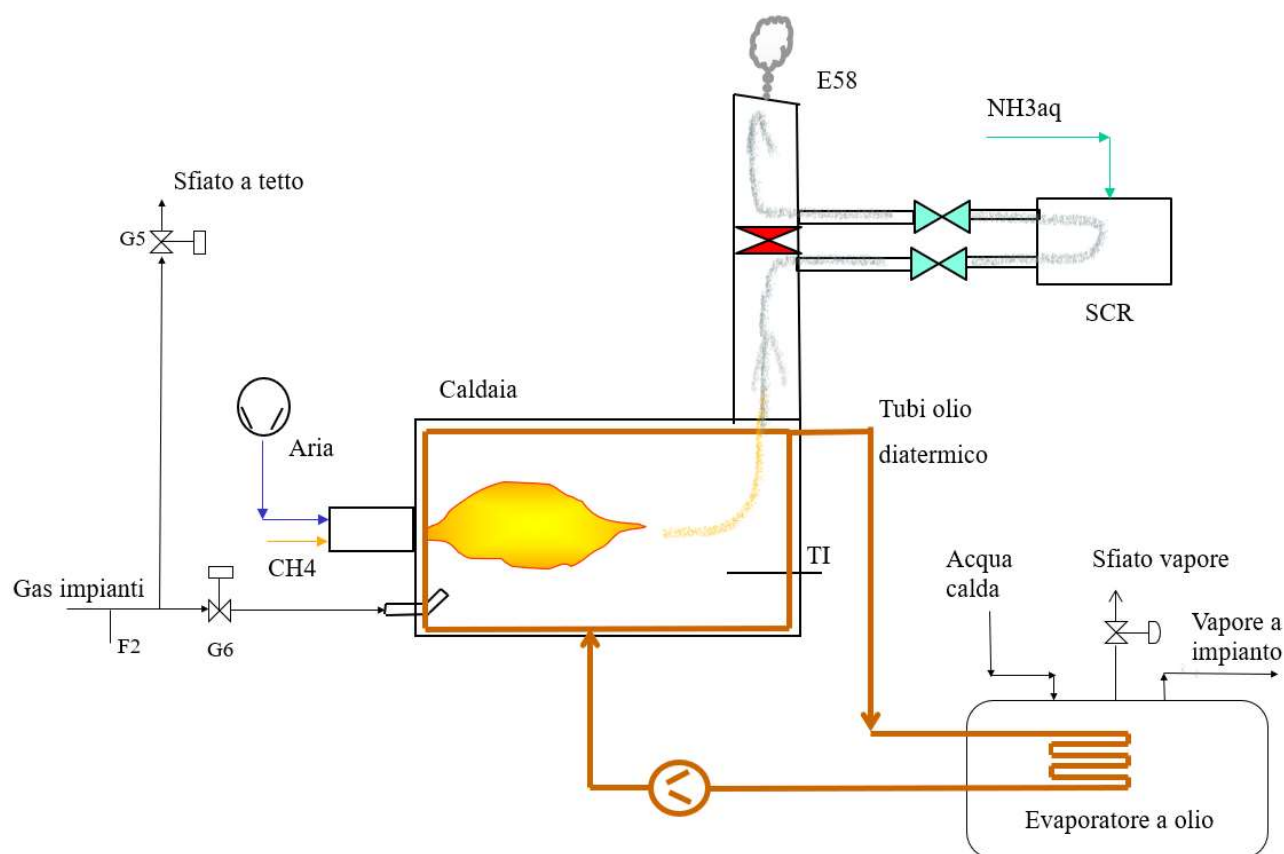 E58
NH3aq
Sfiato a tetto
G5
SCR
Caldaia
Tubi olio
diatermico
Aria
CH4
TI
Gas impianti
F2
G6
Acqua
calda
Sfiato vapore
Vapore a
impianto
Evaporatore a olio